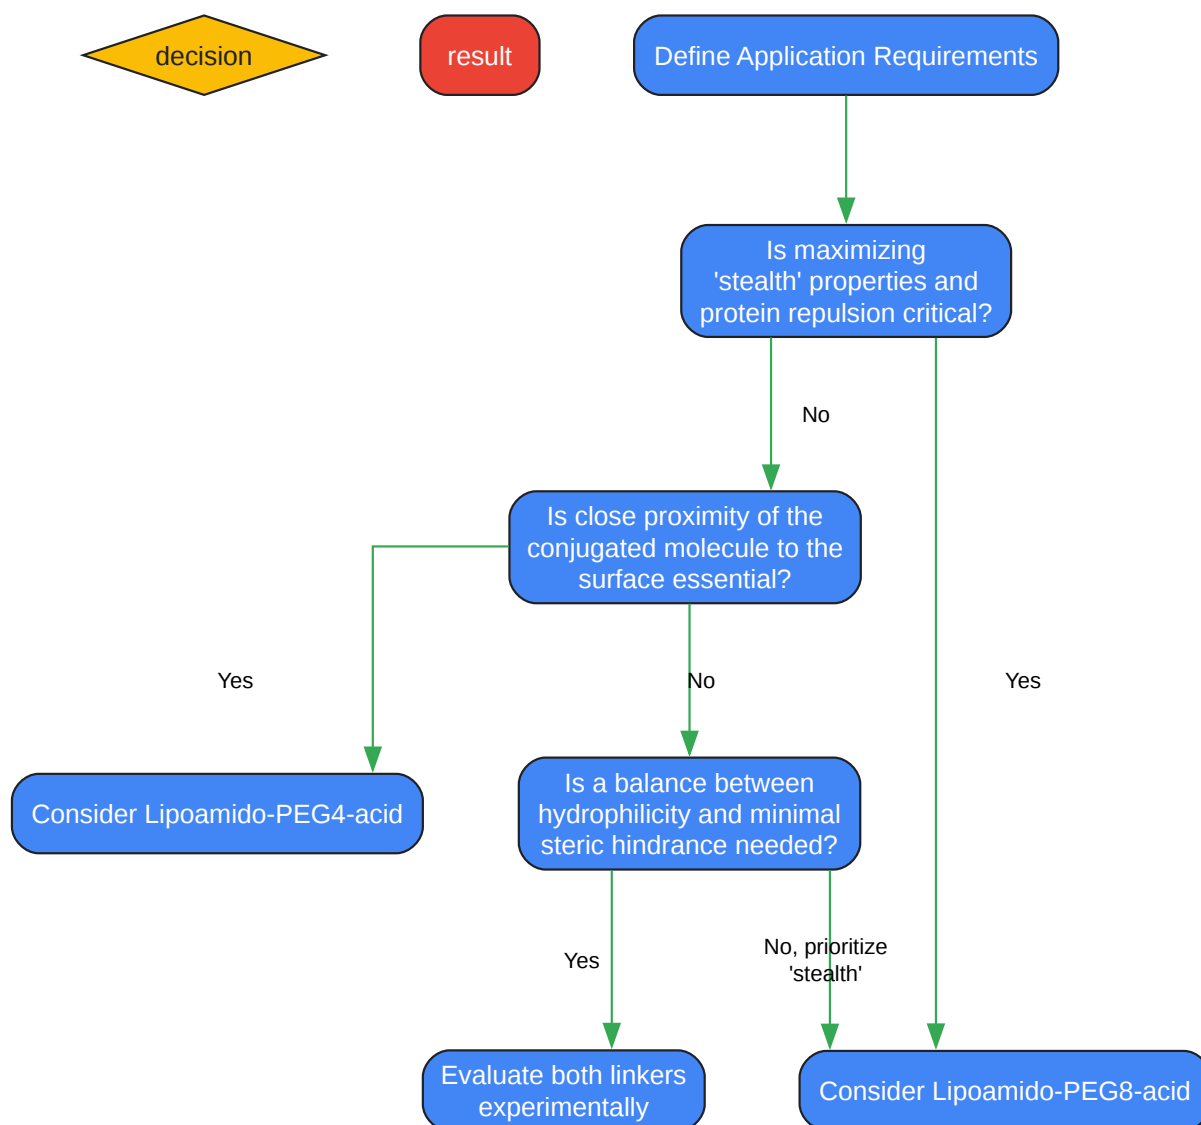 decision
result
Define Application Requirements
Is maximizing
'stealth' properties and
protein repulsion critical?
No
Is close proximity of the
conjugated molecule to the
surface essential?
Yes
No
Yes
Is a balance between
hydrophilicity and minimal
steric hindrance needed?
Consider Lipoamido-PEG4-acid
Yes
No, prioritize
'stealth'
Evaluate both linkers
experimentally
Consider Lipoamido-PEG8-acid